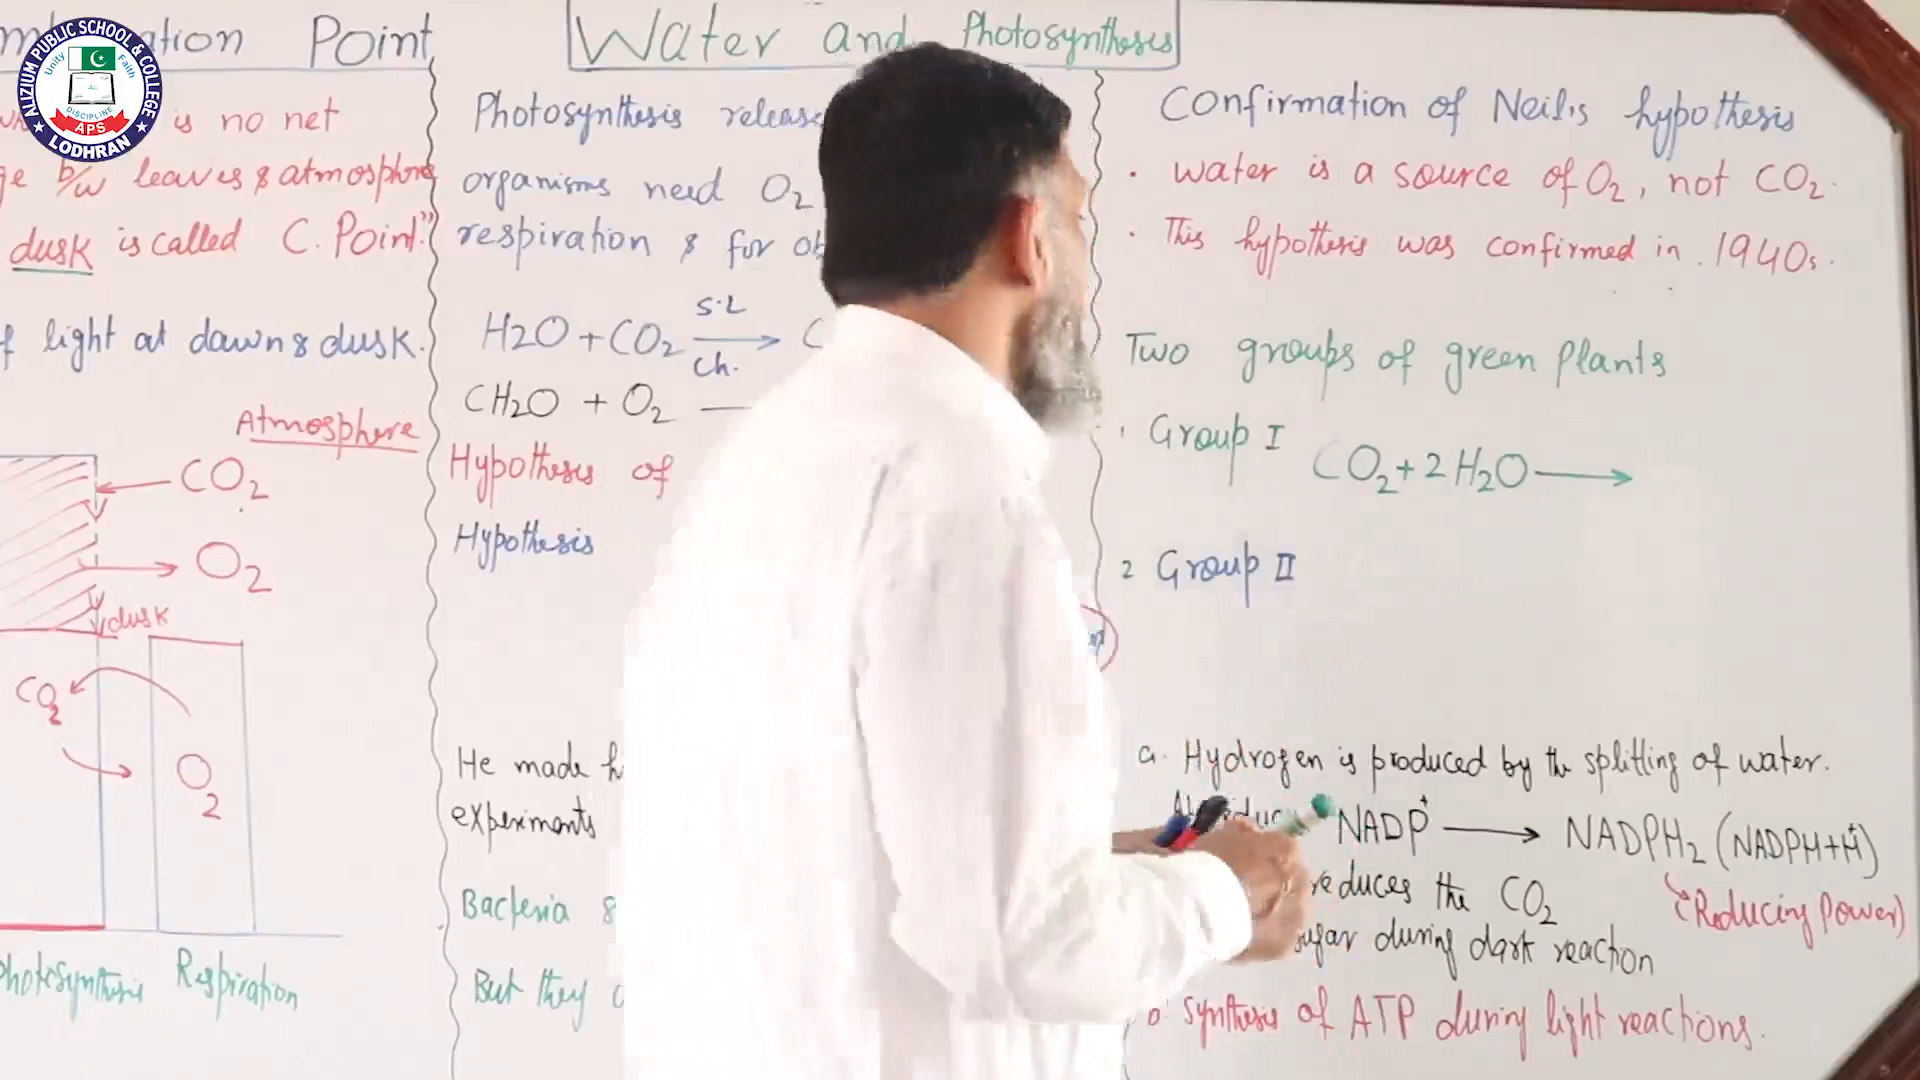 ALIZIUM PUBLIC SCHOOL & COLLEGE
LODHRAN
Unity
Faith
DISCIPLINE
APS
Point
is no net
b/w leaves & atmosphere
dusk is called C. Point."
light at dawn & dusk.
Atmosphere
CO2
O2
dusk
CO2
O2
Photosynthesis Respiration
Water and Photosynthesis
Photosynthesis
organisms need O2
respiration & for
H2O + CO2 S.L Ch. → C
CH2O + O2 —
Hypothesis of
Hypothesis
He made
experiments
Bacteria &
But they
Confirmation of Neil,s hypothesis
. Water is a source of O2, not CO2.
. This hypothesis was confirmed in 1940s.
Two groups of green Plants
1 Group I CO2 + 2H2O →
2 Group II
a. Hydrogen is produced by the splitting of water.
NADP+ → NADPH2 (NADPH+H+)
reduces the CO2 (Reducing Power)
sugar during dark reaction
synthesis of ATP during light reactions.